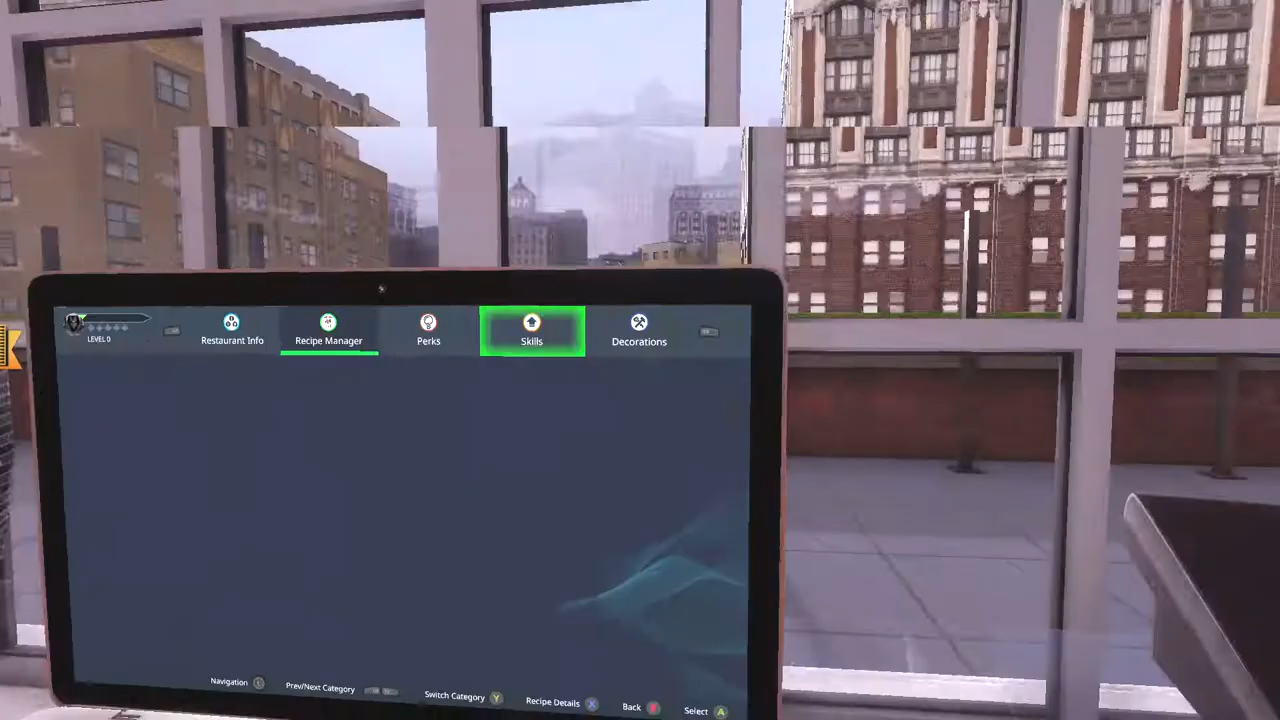 LEVEL 0
Restaurant Info
Recipe Manager
Perks
Skills
Decorations
Navigation L
Prev/Next Category
Switch Category Y
Recipe Details X
Back B
Select A